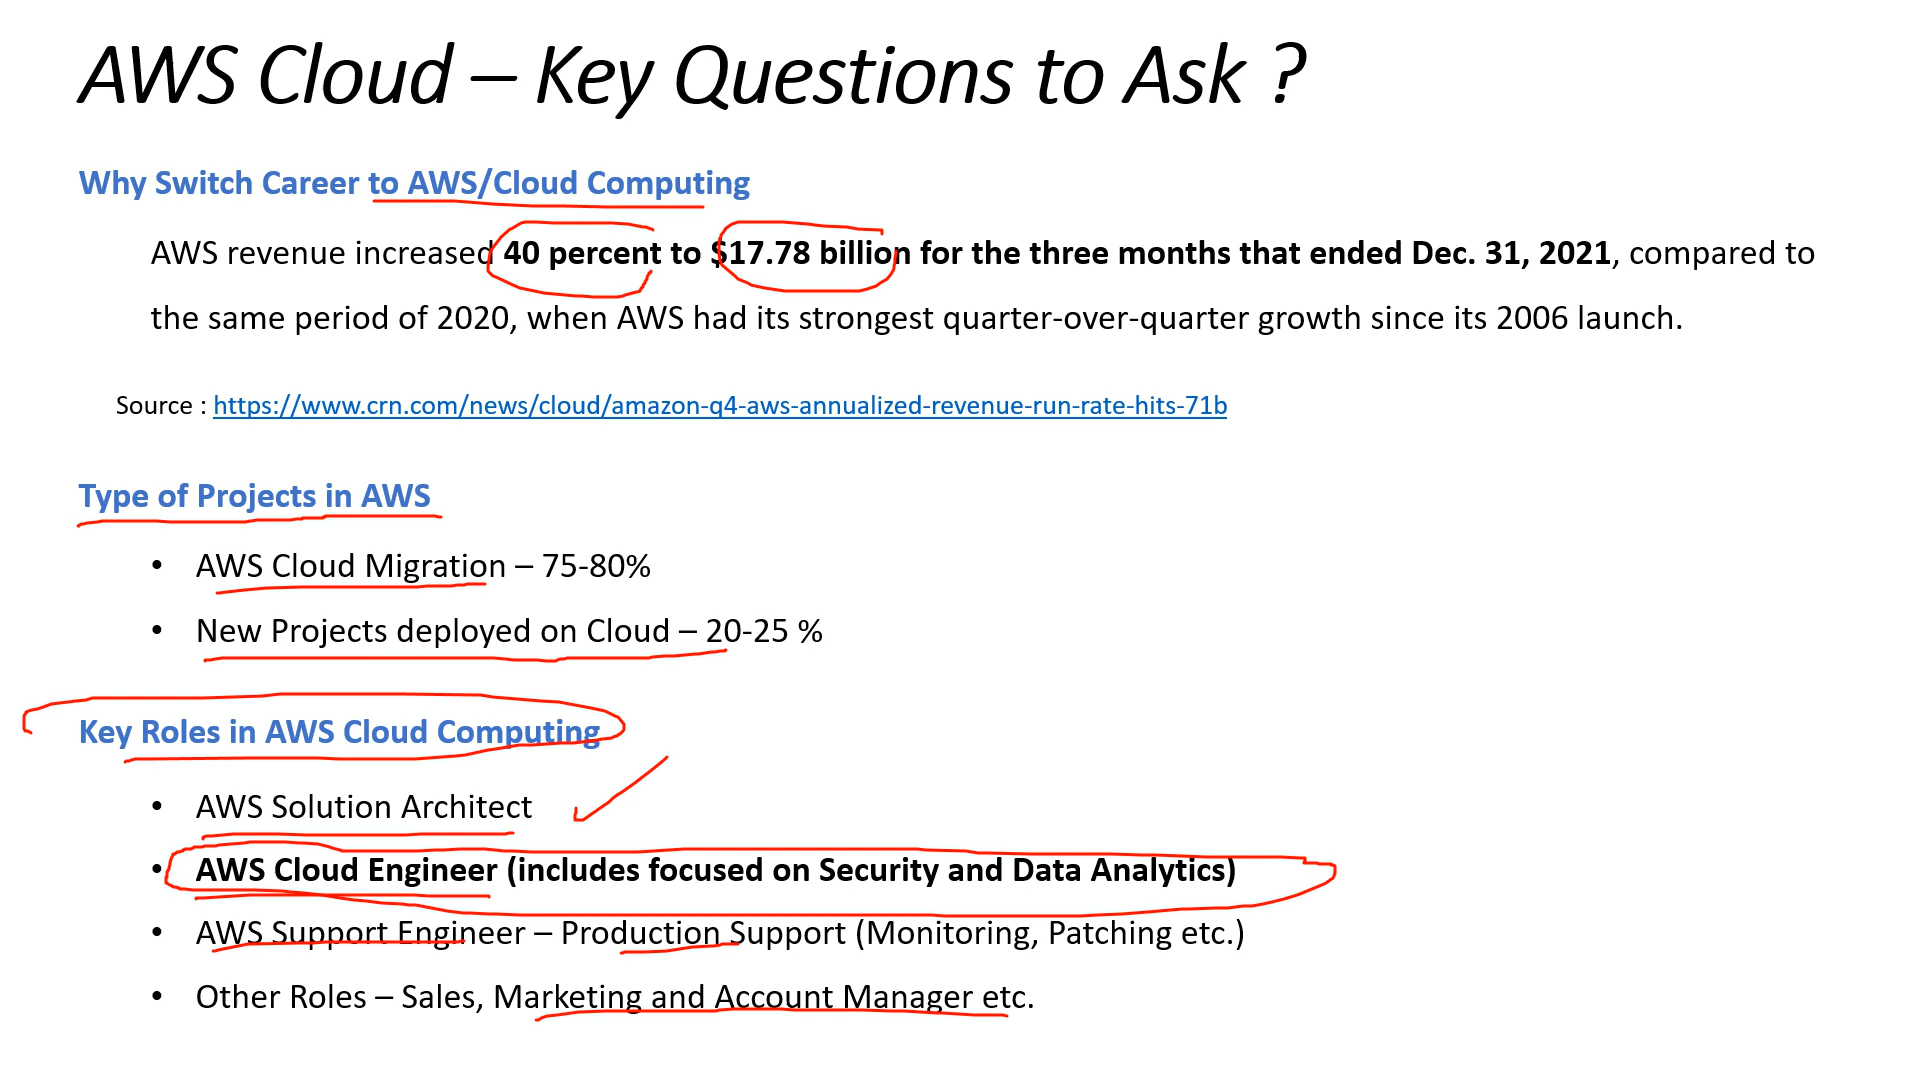 AWS Cloud – Key Questions to Ask ?
Why Switch Career to AWS/Cloud Computing
AWS revenue increased 40 percent to $17.78 billion for the three months that ended Dec. 31, 2021, compared to
the same period of 2020, when AWS had its strongest quarter-over-quarter growth since its 2006 launch.
Source : https://www.crn.com/news/cloud/amazon-q4-aws-annualized-revenue-run-rate-hits-71b
Type of Projects in AWS
• AWS Cloud Migration – 75-80%
• New Projects deployed on Cloud – 20-25 %
Key Roles in AWS Cloud Computing
• AWS Solution Architect
• AWS Cloud Engineer (includes focused on Security and Data Analytics)
• AWS Support Engineer – Production Support (Monitoring, Patching etc.)
• Other Roles – Sales, Marketing and Account Manager etc.